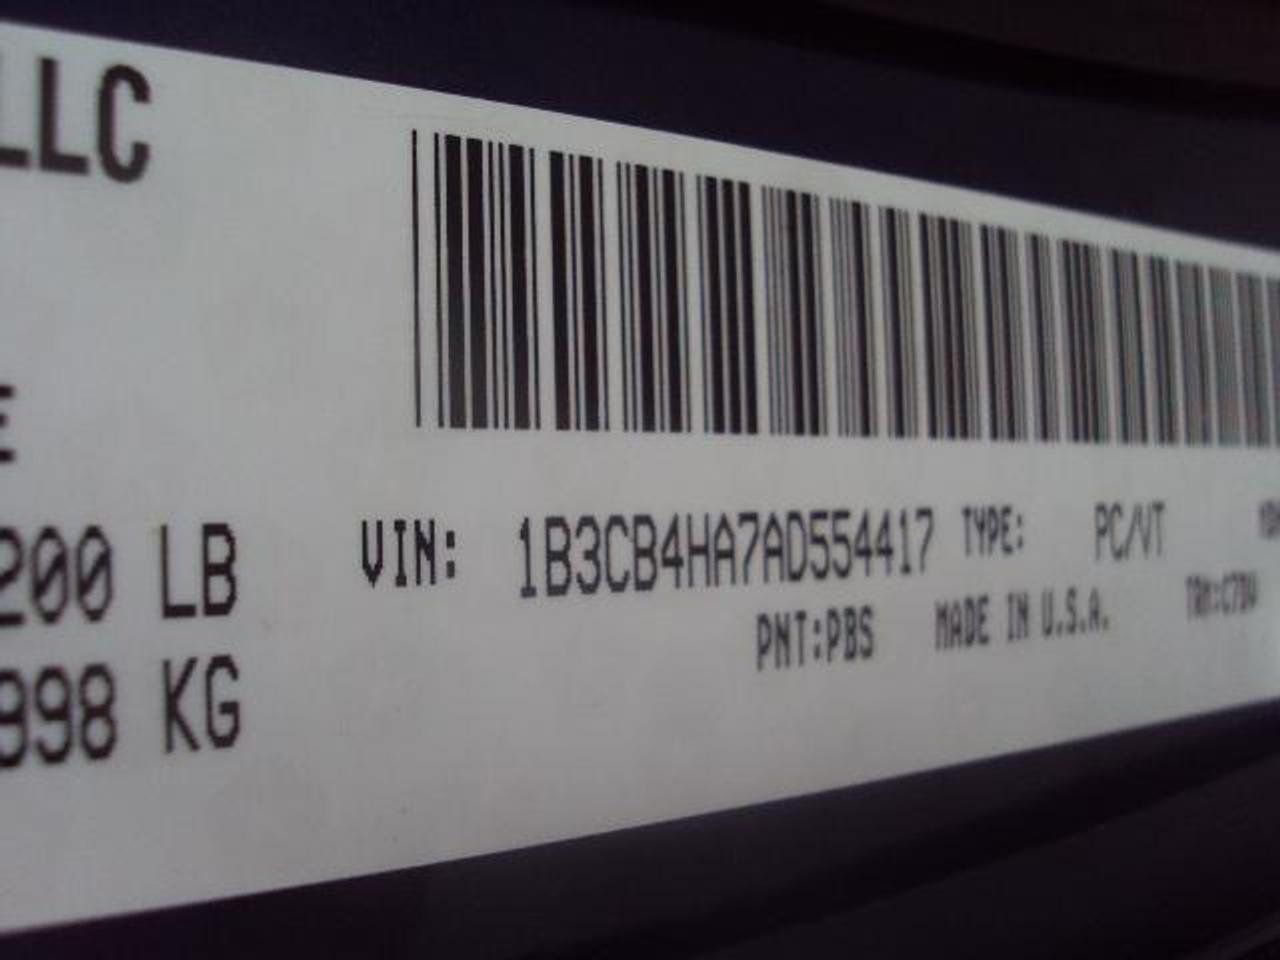 LLC
E
200 LB
VIN: 1B3CB4HA7AD554417 TYPE: PC/VT
PNT:PBS MADE IN U.S.A.
998 KG